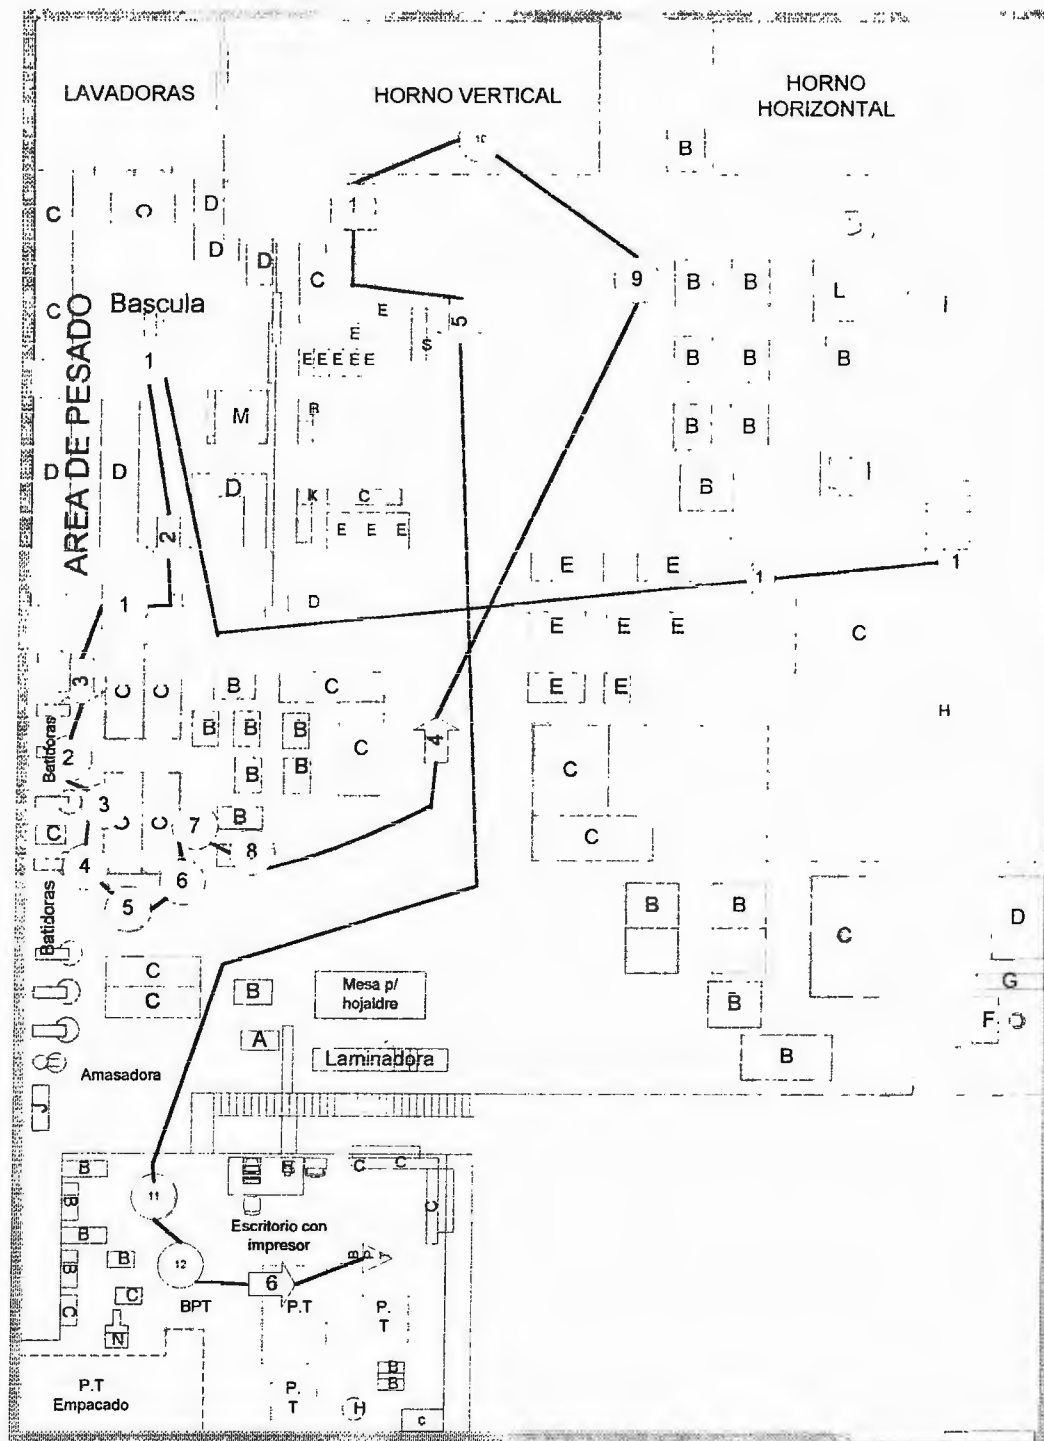 LAVADORAS
HORNO VERTICAL
HORNO
HORIZONTAL
B
10
C
C
D
1
D
D
C
9
B
B
L
Bascula
C
E
E
S
5
1
E E E E E
B
B
B
AREA DE PESADO
M
B
B
B
D
D
D
B
K
C
2
E
E
E
E
E
1
1
1
D
E
E
E
C
3
C
C
B
C
E
E
H
Batidoras
2
B
B
B
C
4
B
B
C
3
C
C
7
B
C
C
4
8
6
5
Batidoras
B
B
C
D
C
C
B
Mesa p/
hojaldre
B
G
F
A
Laminadora
B
Amasadora
J
B
B
C
C
B
11
C
B
Escritorio con
impresor
B
B
12
6
B
P
T
C
C
BPT
P.T
P.
T
N
P.T
Empacado
P.
T
B
B
H
c